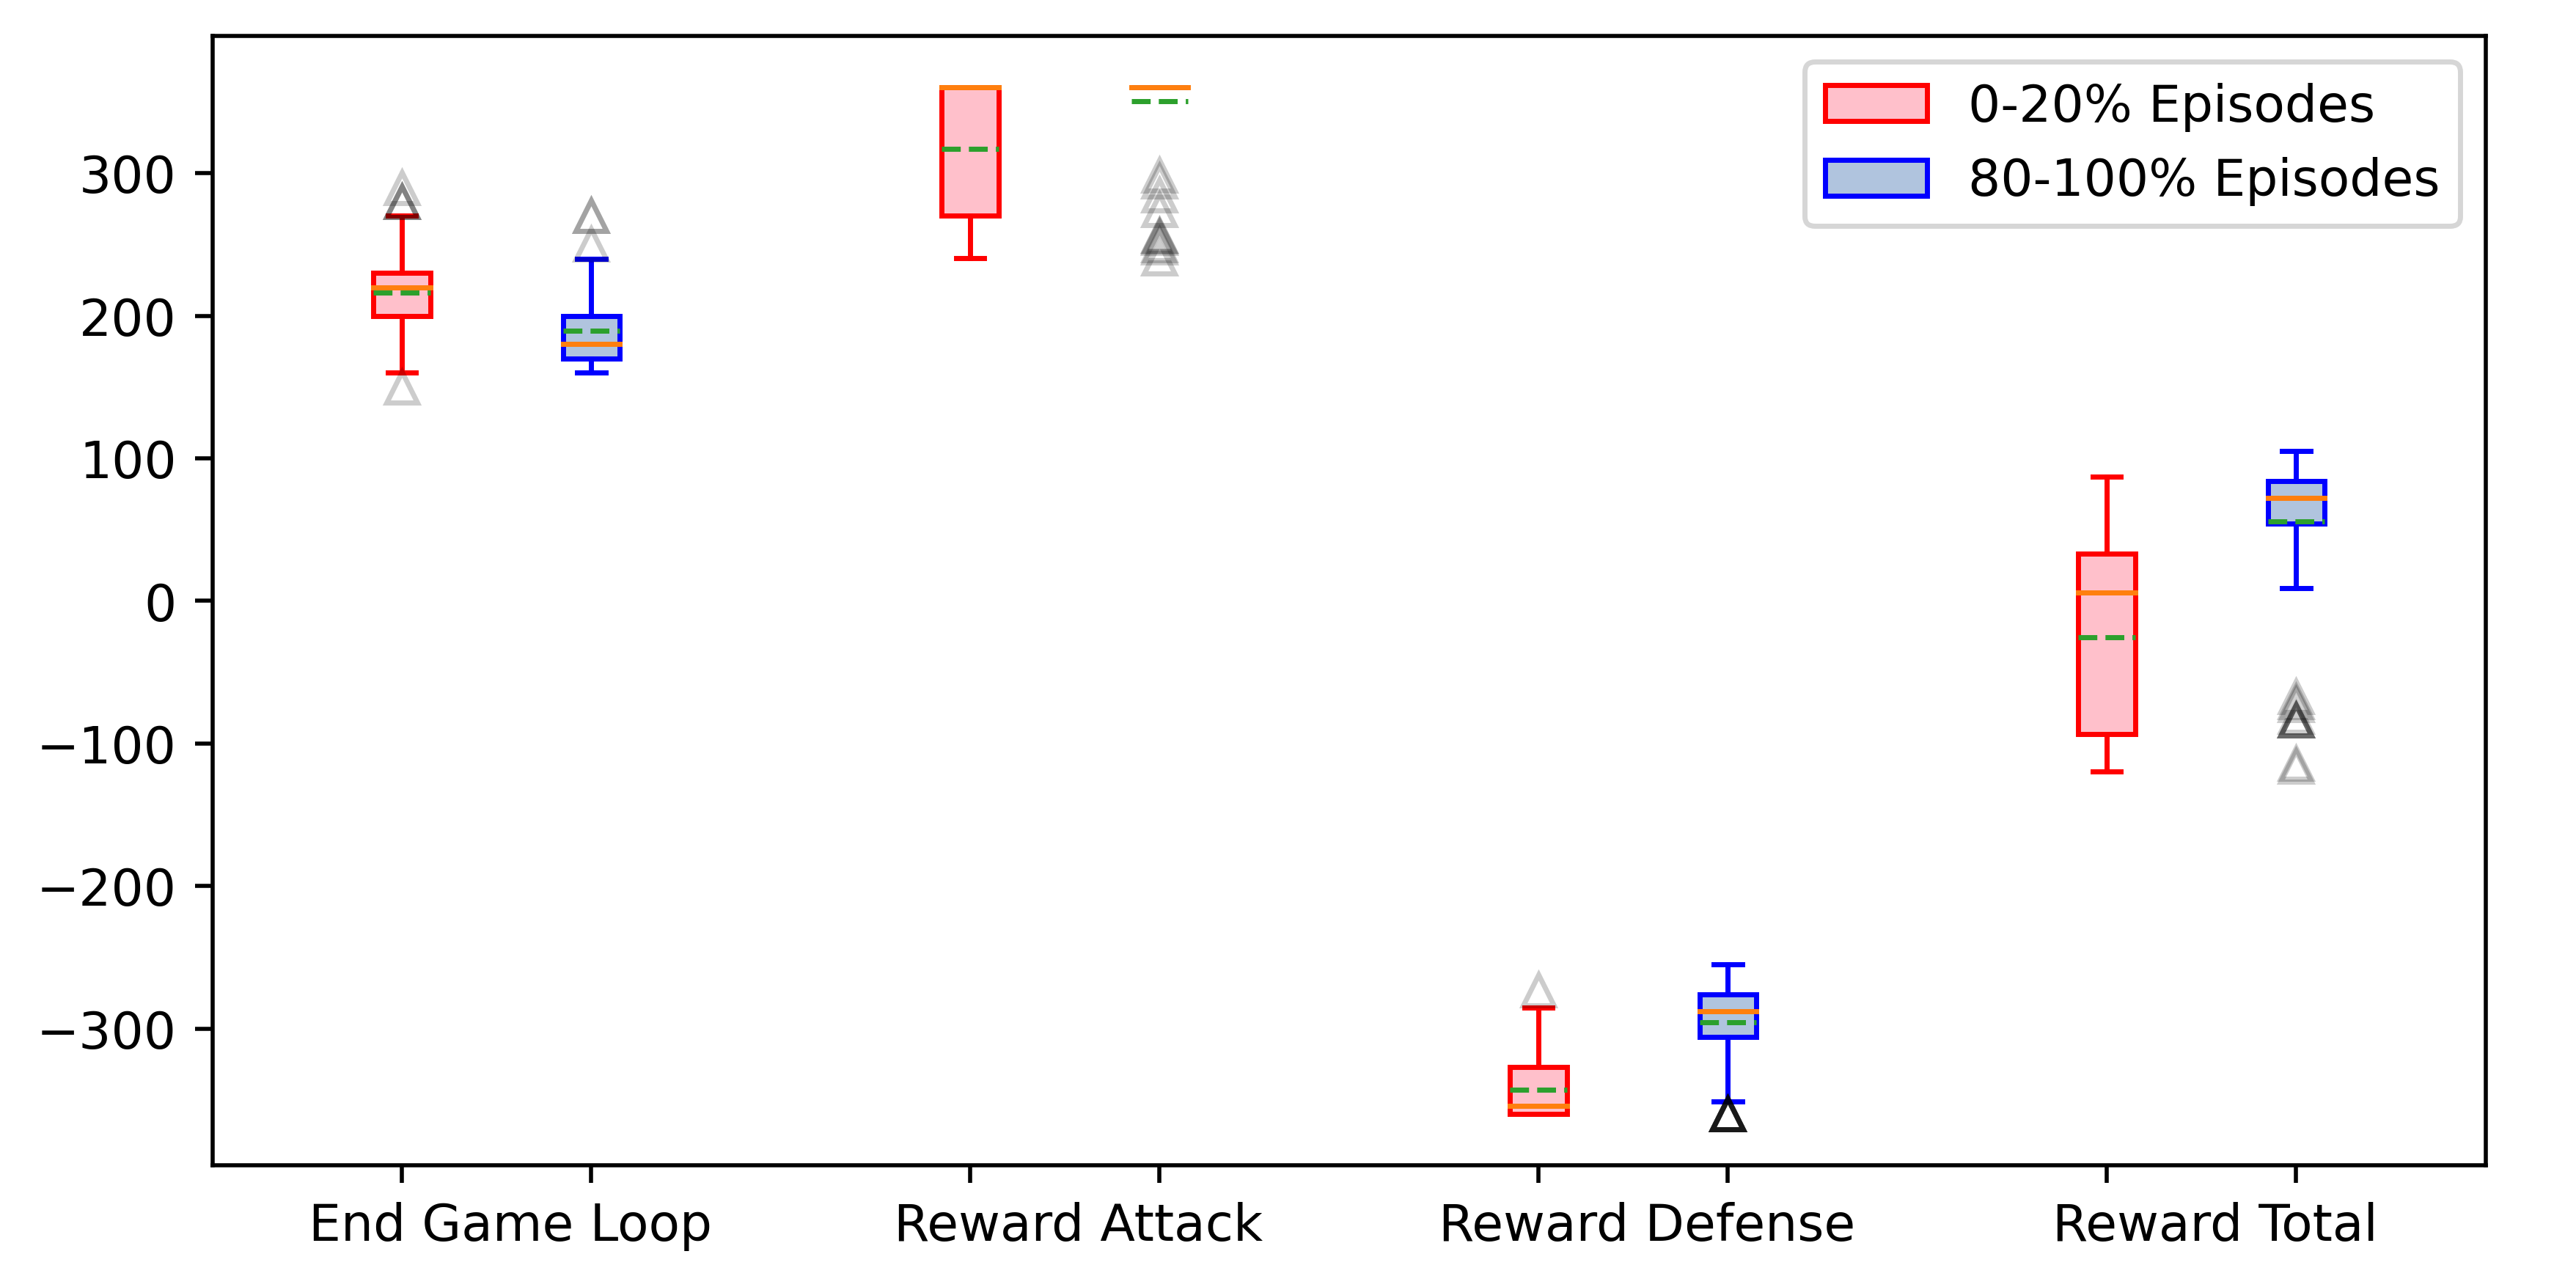 0-20% Episodes
80-100% Episodes
300
200
100
0
−100
−200
−300
End Game Loop
Reward Attack
Reward Defense
Reward Total